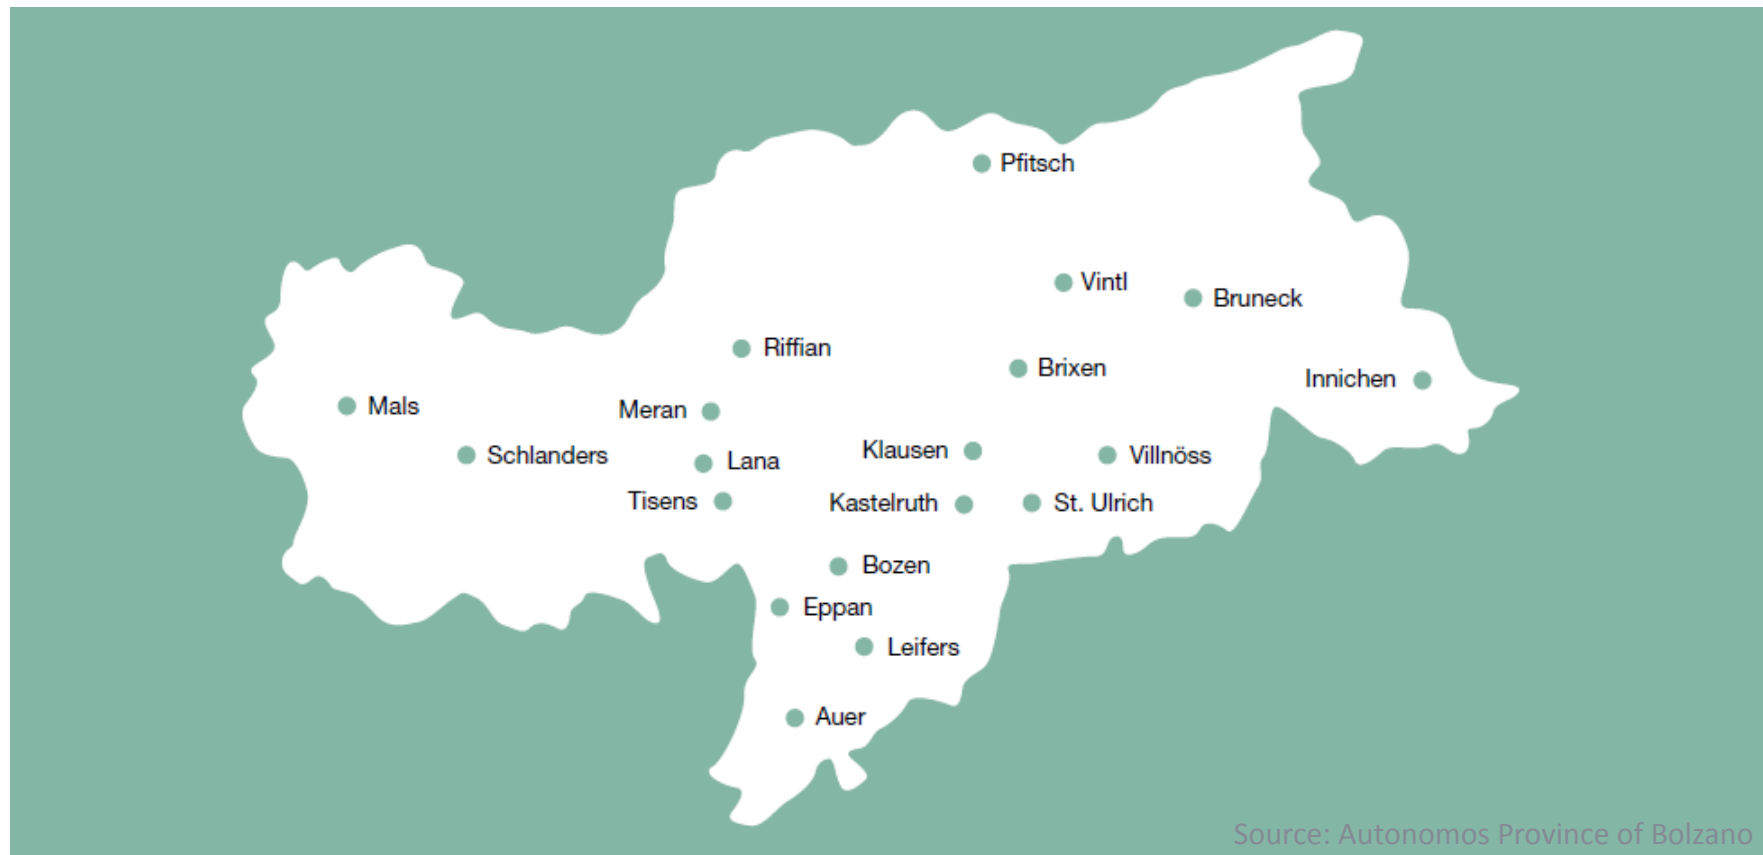 Pfitsch
Vintl
Bruneck
Riffian
Brixen
Innichen
Mals
Meran
Klausen
Villnöss
Schlanders
Lana
Tisens
Kastelruth
St. Ulrich
Bozen
Eppan
Leifers
Auer
Source: Autonomos Province of Bolzano